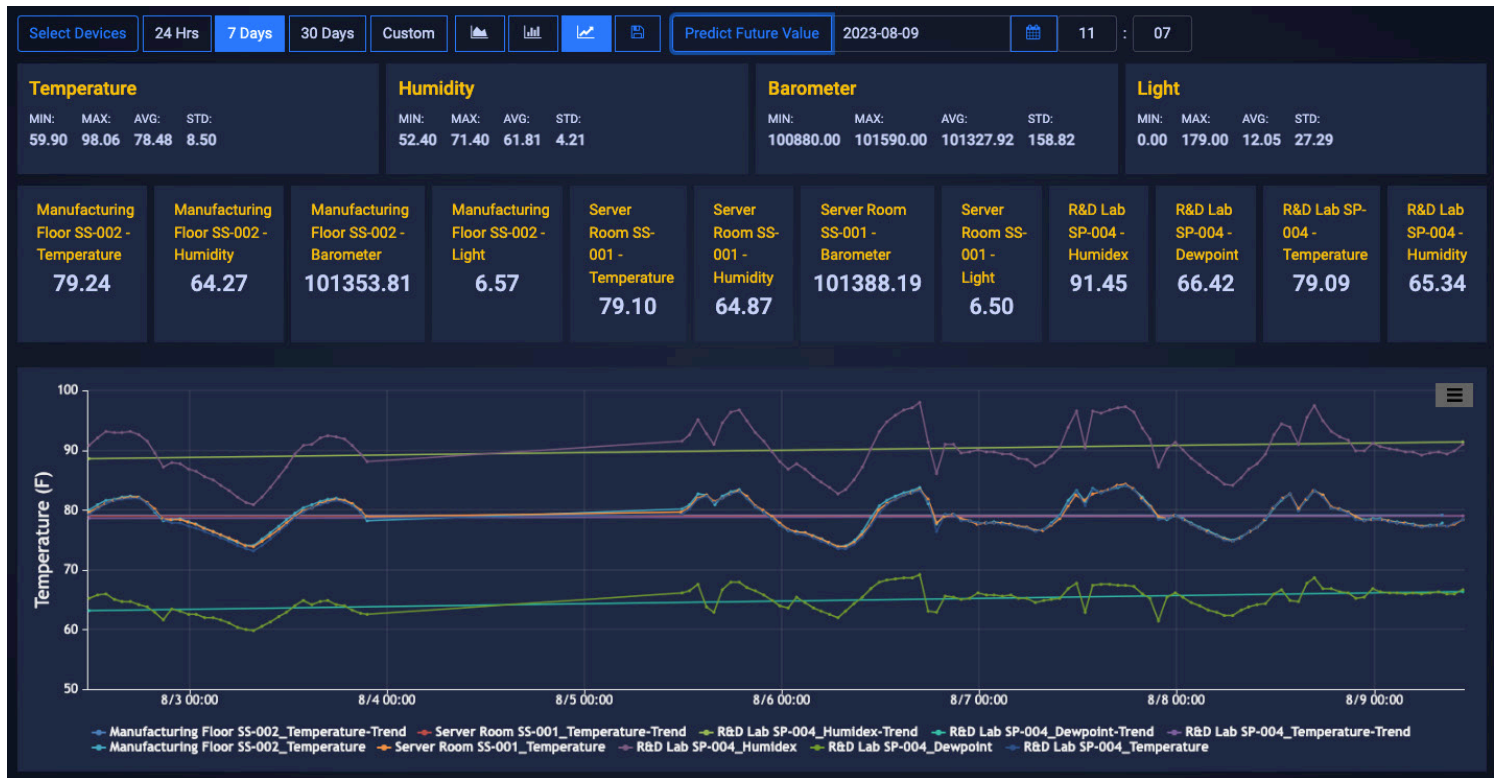 Select Devices 24 Hrs 7 Days 30 Days Custom Predict Future Value 2023-08-09 11 : 07
Temperature
MIN: MAX: AVG: STD:
59.90 98.06 78.48 8.50
Humidity
MIN: MAX: AVG: STD:
52.40 71.40 61.81 4.21
Barometer
MIN: MAX: AVG: STD:
100880.00 101590.00 101327.92 158.82
Light
MIN: MAX: AVG: STD:
0.00 179.00 12.05 27.29
Manufacturing
Floor SS-002 -
Temperature
79.24
Manufacturing
Floor SS-002 -
Humidity
64.27
Manufacturing
Floor SS-002 -
Barometer
101353.81
Manufacturing
Floor SS-002 -
Light
6.57
Server
Room SS-
001 -
Temperature
79.10
Server
Room SS-
001 -
Humidity
64.87
Server Room
SS-001 -
Barometer
101388.19
Server
Room SS-
001 -
Light
6.50
R&D Lab
SP-004 -
Humidex
91.45
R&D Lab
SP-004 -
Dewpoint
66.42
R&D Lab SP-
004 -
Temperature
79.09
R&D Lab
SP-004 -
Humidity
65.34
Temperature (F)
100
90
80
70
60
50
8/3 00:00 8/4 00:00 8/5 00:00 8/6 00:00 8/7 00:00 8/8 00:00 8/9 00:00
Manufacturing Floor SS-002_Temperature-Trend Server Room SS-001_Temperature-Trend R&D Lab SP-004_Humidex-Trend R&D Lab SP-004_Dewpoint-Trend R&D Lab SP-004_Temperature-Trend
Manufacturing Floor SS-002_Temperature Server Room SS-001_Temperature R&D Lab SP-004_Humidex R&D Lab SP-004_Dewpoint R&D Lab SP-004_Temperature